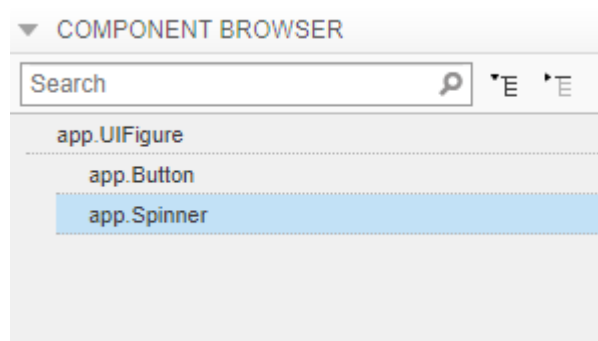 COMPONENT BROWSER
Search
app.UIFigure
app.Button
app.Spinner